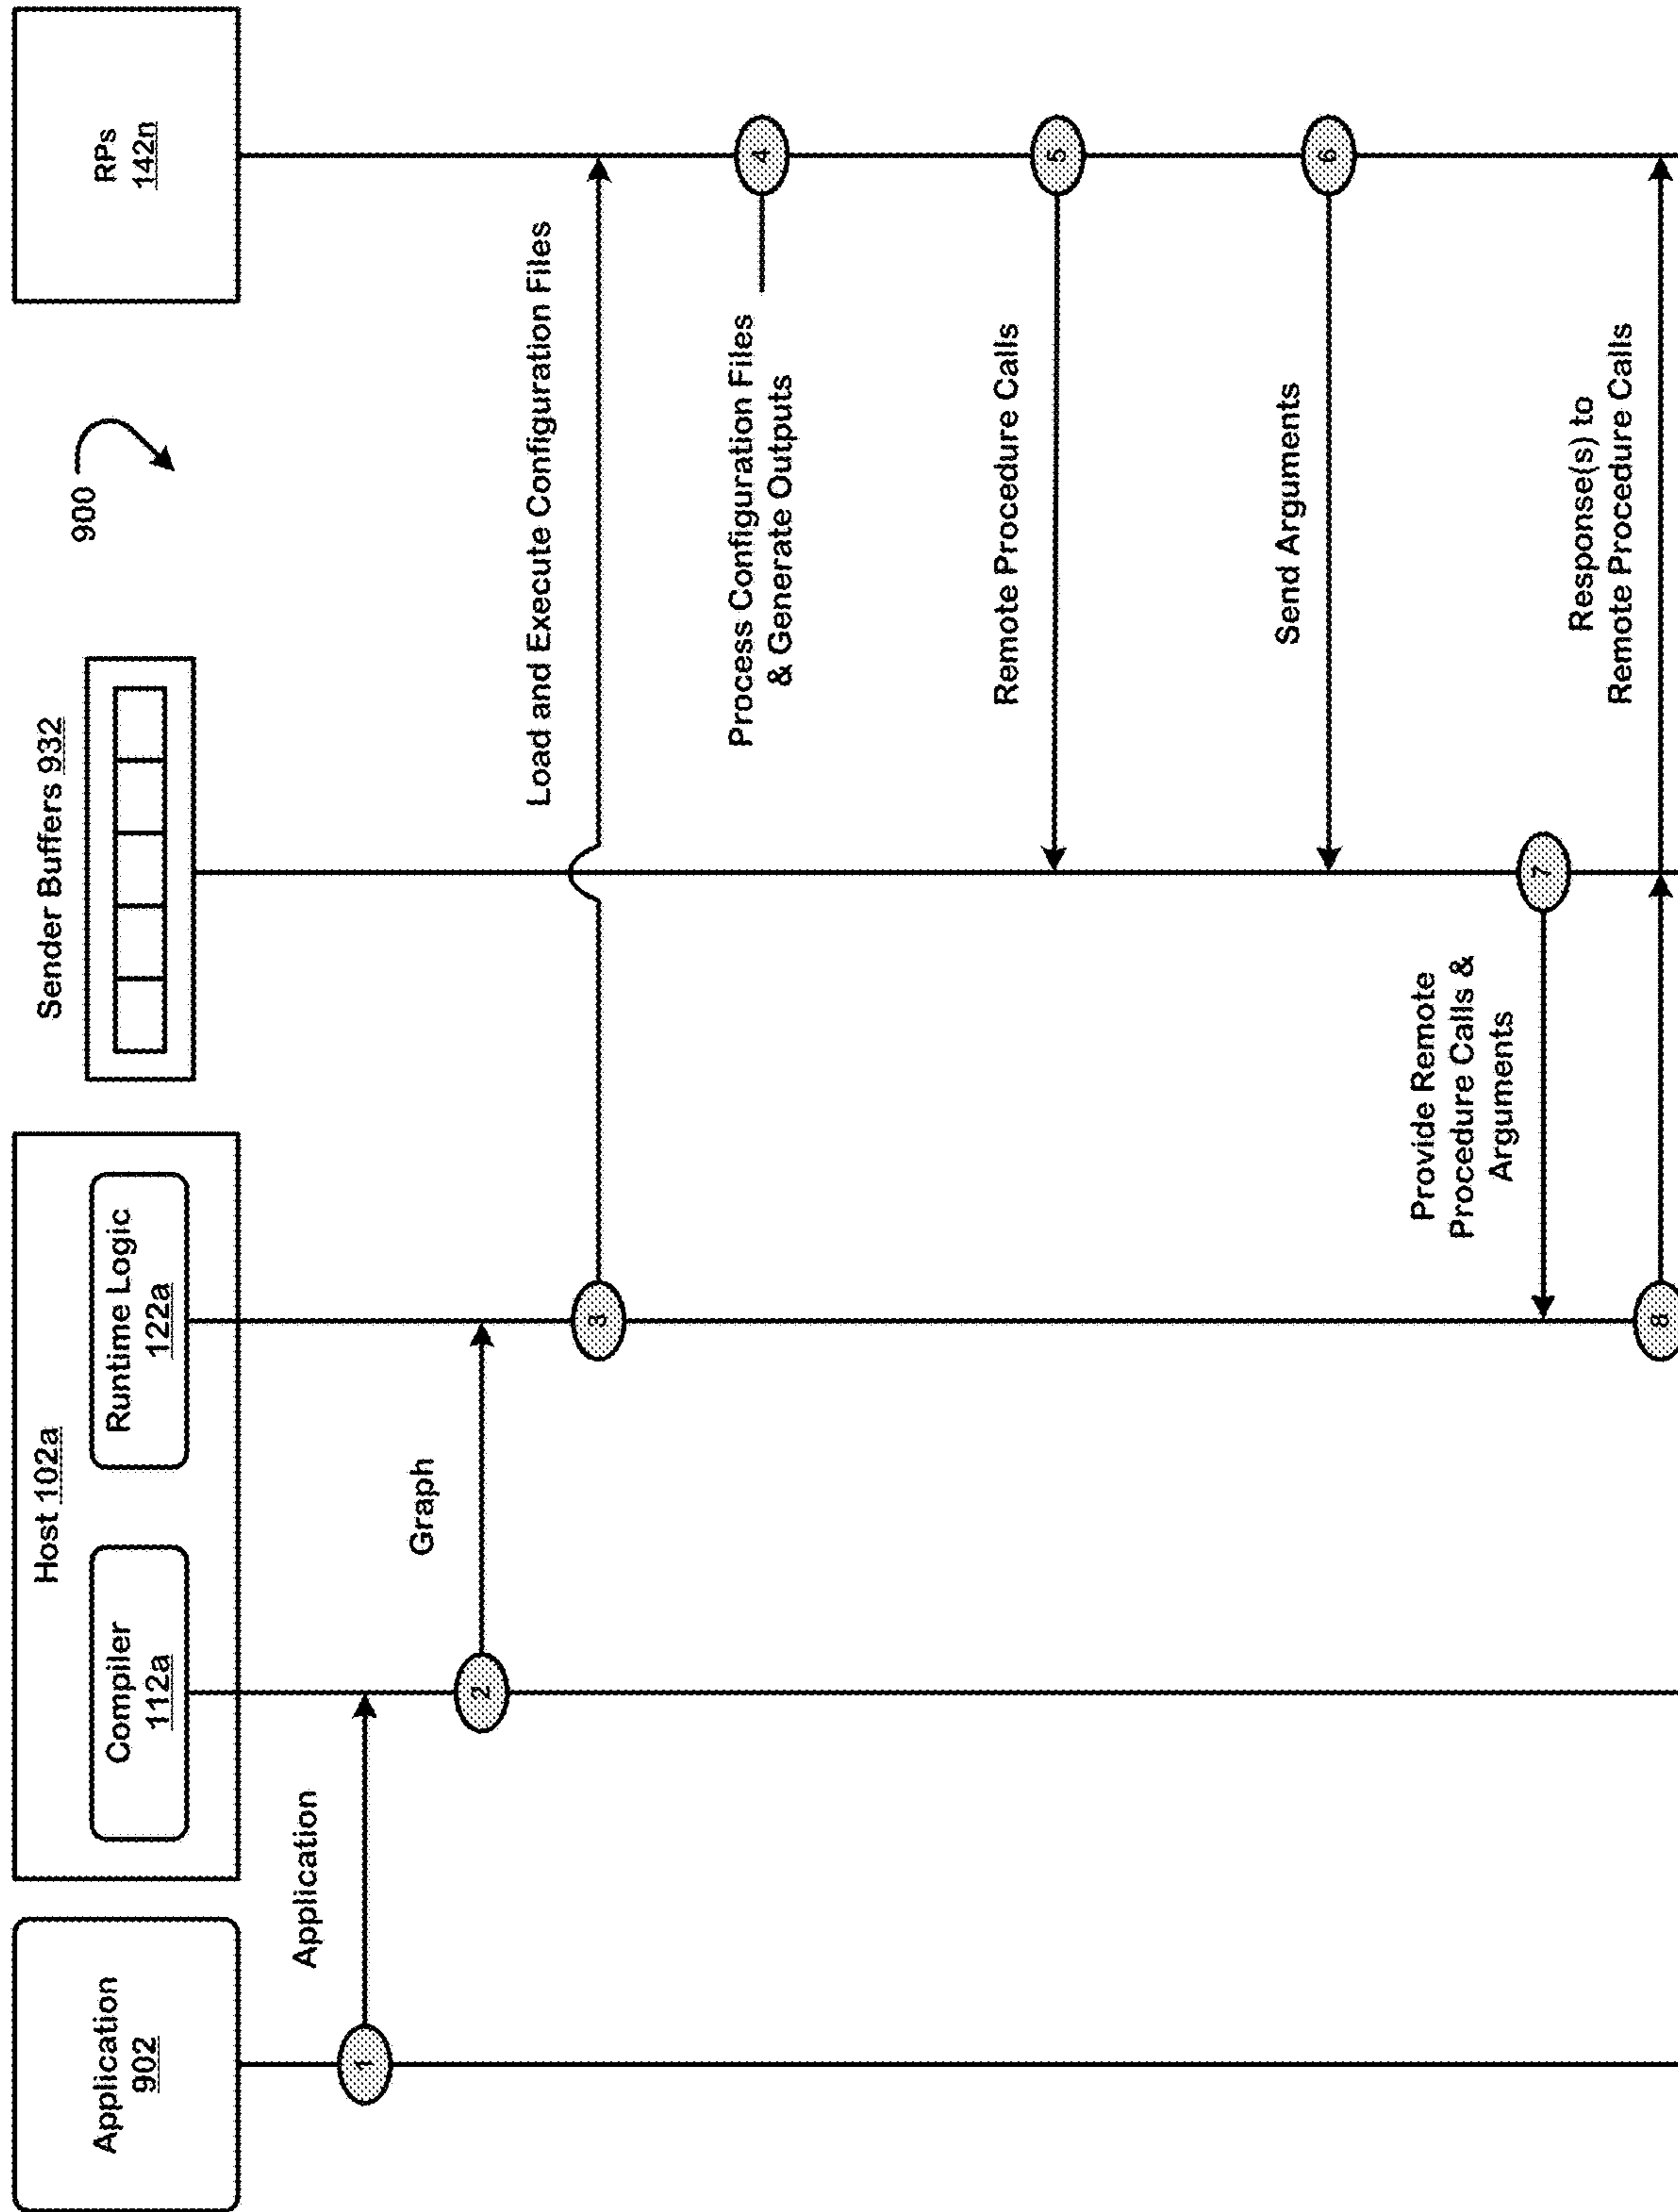 Application
902
Host 102a
Compiler
112a
Runtime Logic
122a
Sender Buffers 932
900
RPs
142n
1
Application
2
Graph
3
Load and Execute Configuration Files
4
Process Configuration Files
& Generate Outputs
5
Remote Procedure Calls
6
Send Arguments
7
Provide Remote
Procedure Calls &
Arguments
8
Response(s) to
Remote Procedure Calls